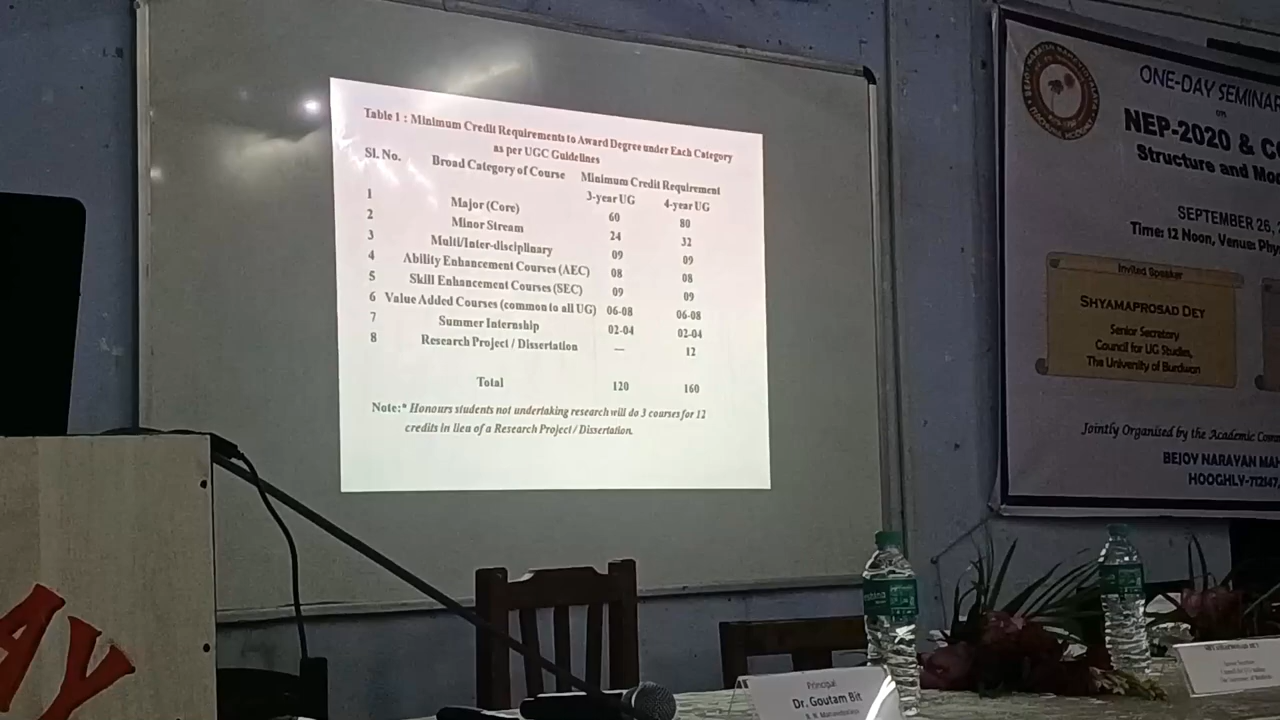 Table 1 : Minimum Credit Requirements to Award Degree under Each Category
as per UGC Guidelines
Sl. No. Broad Category of Course Minimum Credit Requirement
3-year UG 4-year UG
1 Major (Core) 60 80
2 Minor Stream 24 32
3 Multi/Inter-disciplinary 09 09
4 Ability Enhancement Courses (AEC) 08 08
5 Skill Enhancement Courses (SEC) 09 09
6 Value Added Courses (common to all UG) 06-08 06-08
7 Summer Internship 02-04 02-04
8 Research Project / Dissertation — 12
Total 120 160
Note:* Honours students not undertaking research will do 3 courses for 12
credits in lieu of a Research Project / Dissertation.
ONE-DAY SEMINAR
on
NEP-2020 &
Structure and
SEPTEMBER 26,
Time: 12 Noon, Venue:
Invited Speaker
SHYAMAPROSAD DEY
Senior Secretary
Council for UG Studies,
The University of Burdwan
Jointly Organised by the Academic
BEJOY NARAYAN
HOOGHLY-712147,
AY
Principal
Dr. Goutam Bit